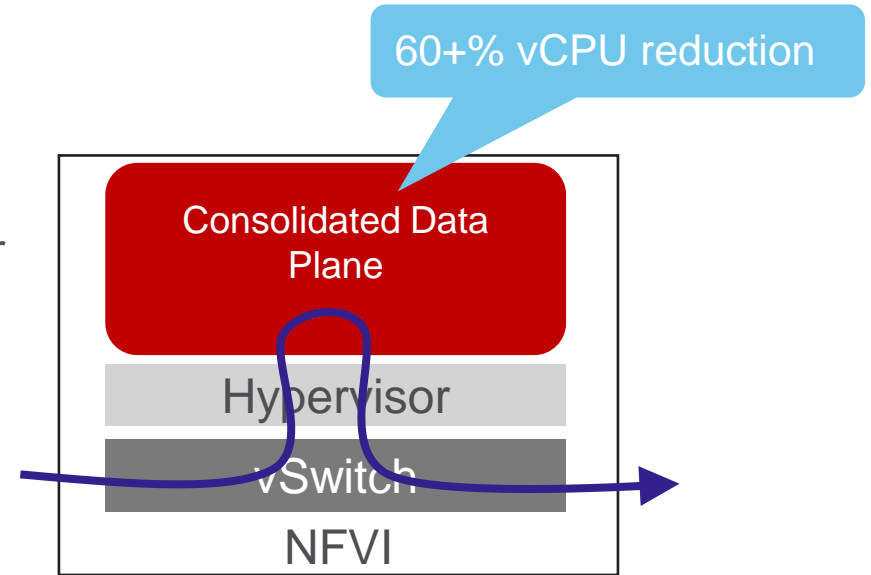 60+% vCPU reduction
Consolidated Data
Plane
r
Hypervisor
vSwitch
NFVI